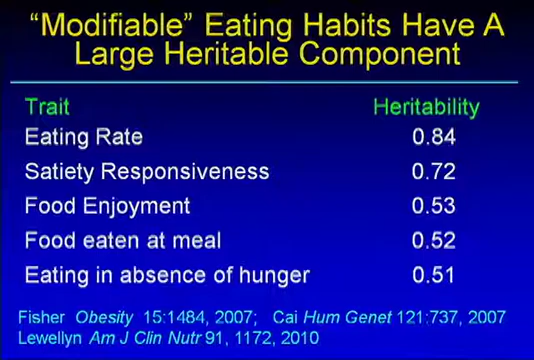 “Modifiable” Eating Habits Have A
Large Heritable Component
Trait Heritability
Eating Rate 0.84
Satiety Responsiveness 0.72
Food Enjoyment 0.53
Food eaten at meal 0.52
Eating in absence of hunger 0.51
Fisher Obesity 15:1484, 2007; Cai Hum Genet 121:737, 2007
Lewellyn Am J Clin Nutr 91, 1172, 2010